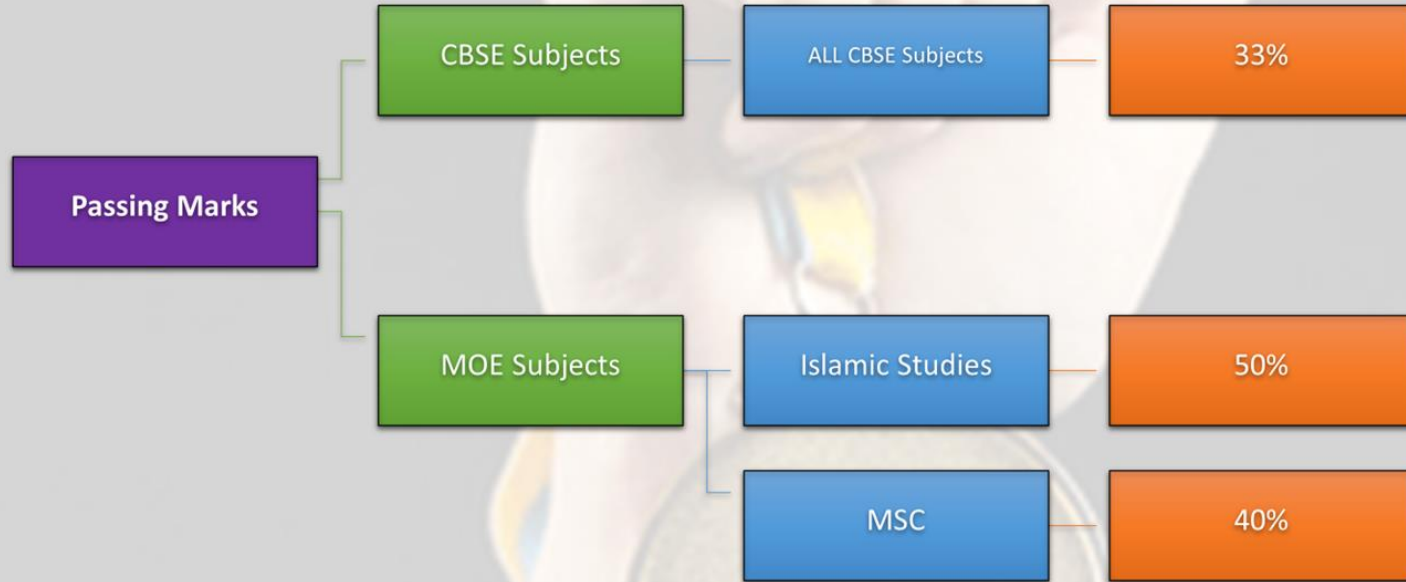 CBSE Subjects
ALL CBSE Subjects
33%
Passing Marks
MOE Subjects
Islamic Studies
50%
MSC
40%